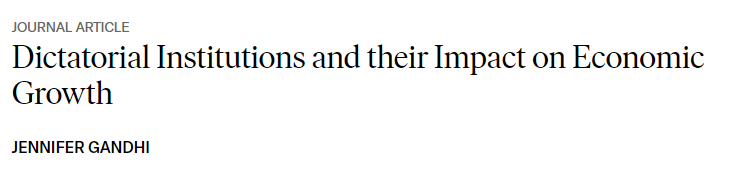 JOURNAL ARTICLE
Dictatorial Institutions and their Impact on Economic
Growth
JENNIFER GANDHI